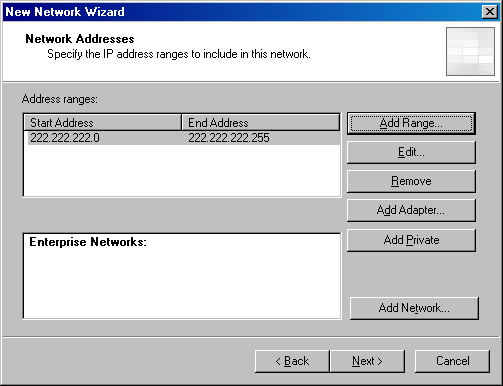 New Network Wizard
Network Addresses
Specify the IP address ranges to include in this network.
Address ranges:
Start Address End Address
222.222.222.0 222.222.222.255
Add Range...
Edit...
Remove
Add Adapter...
Add Private
Enterprise Networks:
Add Network...
< Back Next > Cancel